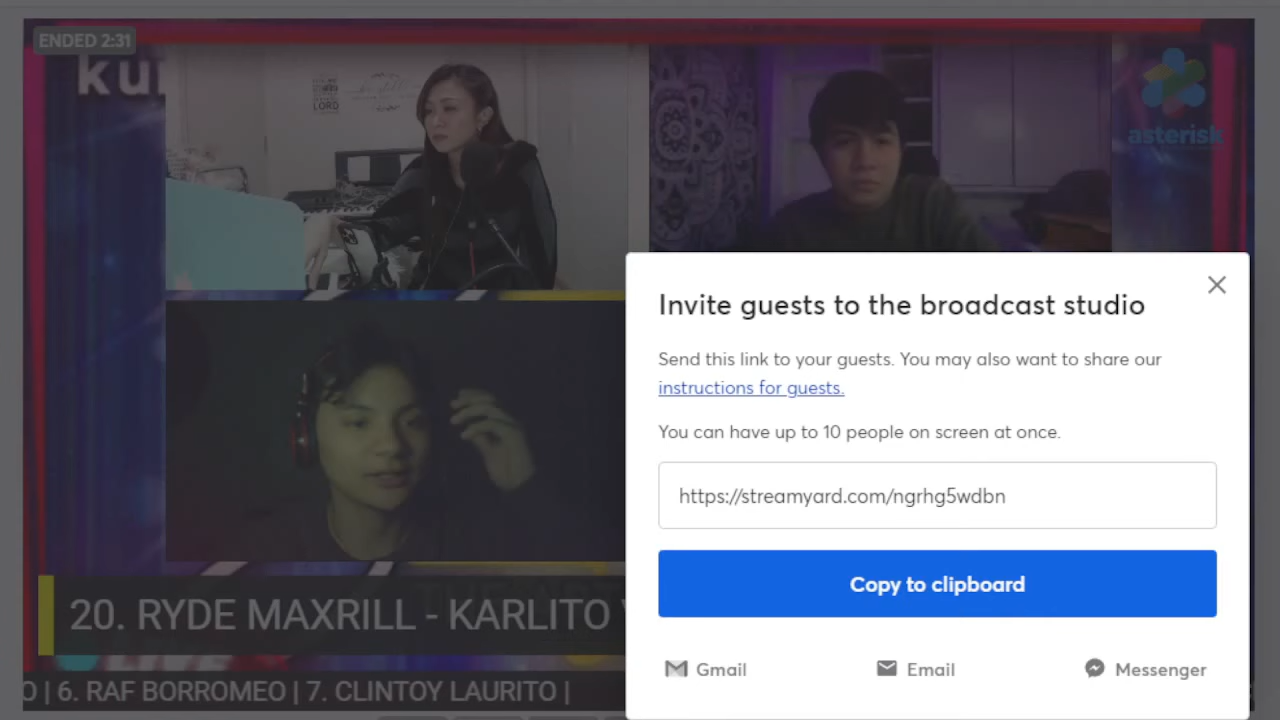 ENDED 2:31
LORD
asterisk
Invite guests to the broadcast studio
Send this link to your guests. You may also want to share our
instructions for guests.
You can have up to 10 people on screen at once.
https://streamyard.com/ngrhg5wdbn
Copy to clipboard
Gmail
Email
Messenger
20. RYDE MAXRILL - KARLITO
LIVE
| 6. RAF BORROMEO | 7. CLINTOY LAURITO |